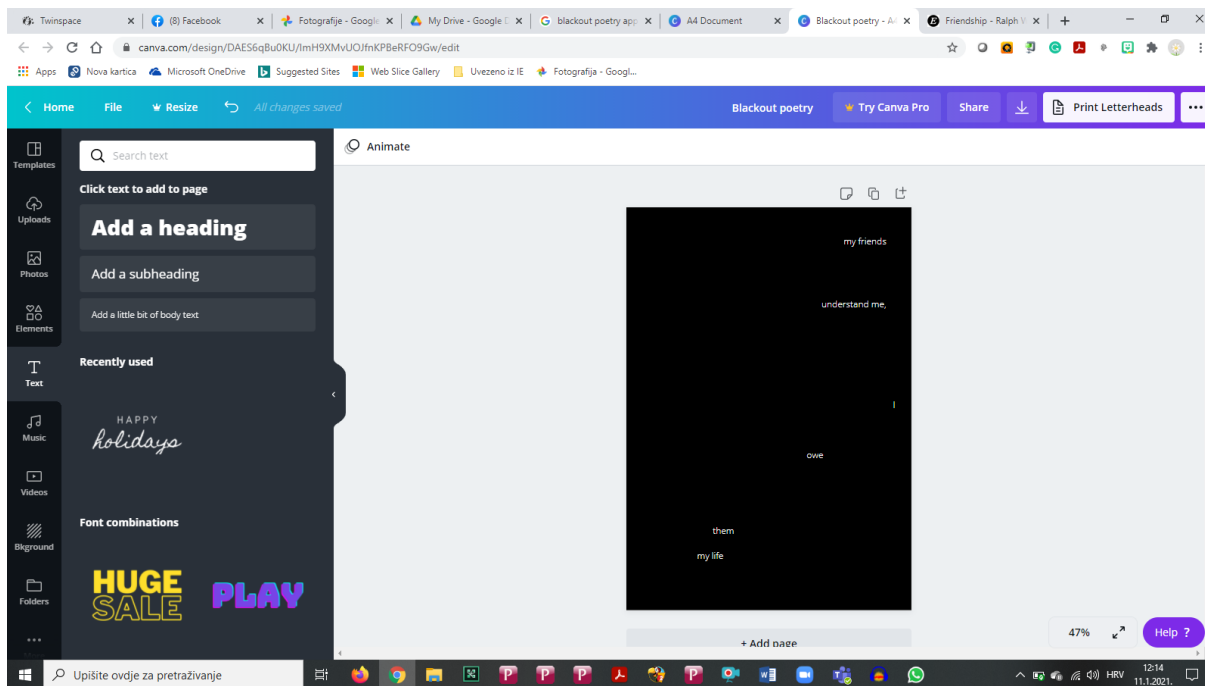 Twinspace
(8) Facebook
Fotografije - Google
My Drive - Google D
blackout poetry app
A4 Document
Blackout poetry - A4
Friendship - Ralph W
canva.com/design/DAES6qBu0KU/ImH9XMvUOJfnKPBeRFO9Gw/edit
Apps
Nova kartica
Microsoft OneDrive
Suggested Sites
Web Slice Gallery
Uvezeno iz IE
Fotografija - Googl...
Home
File
Resize
All changes saved
Blackout poetry
Try Canva Pro
Share
Print Letterheads
Templates
Uploads
Photos
Elements
Text
Music
Videos
Bkground
Folders
Search text
Click text to add to page
Add a heading
Add a subheading
Add a little bit of body text
Recently used
HAPPY
holidays
Font combinations
HUGE
SALE
PLAY
Animate
my friends
understand me,
I
owe
them
my life
+ Add page
47%
Help ?
Upišite ovdje za pretraživanje
HRV
12:14
11.1.2021.